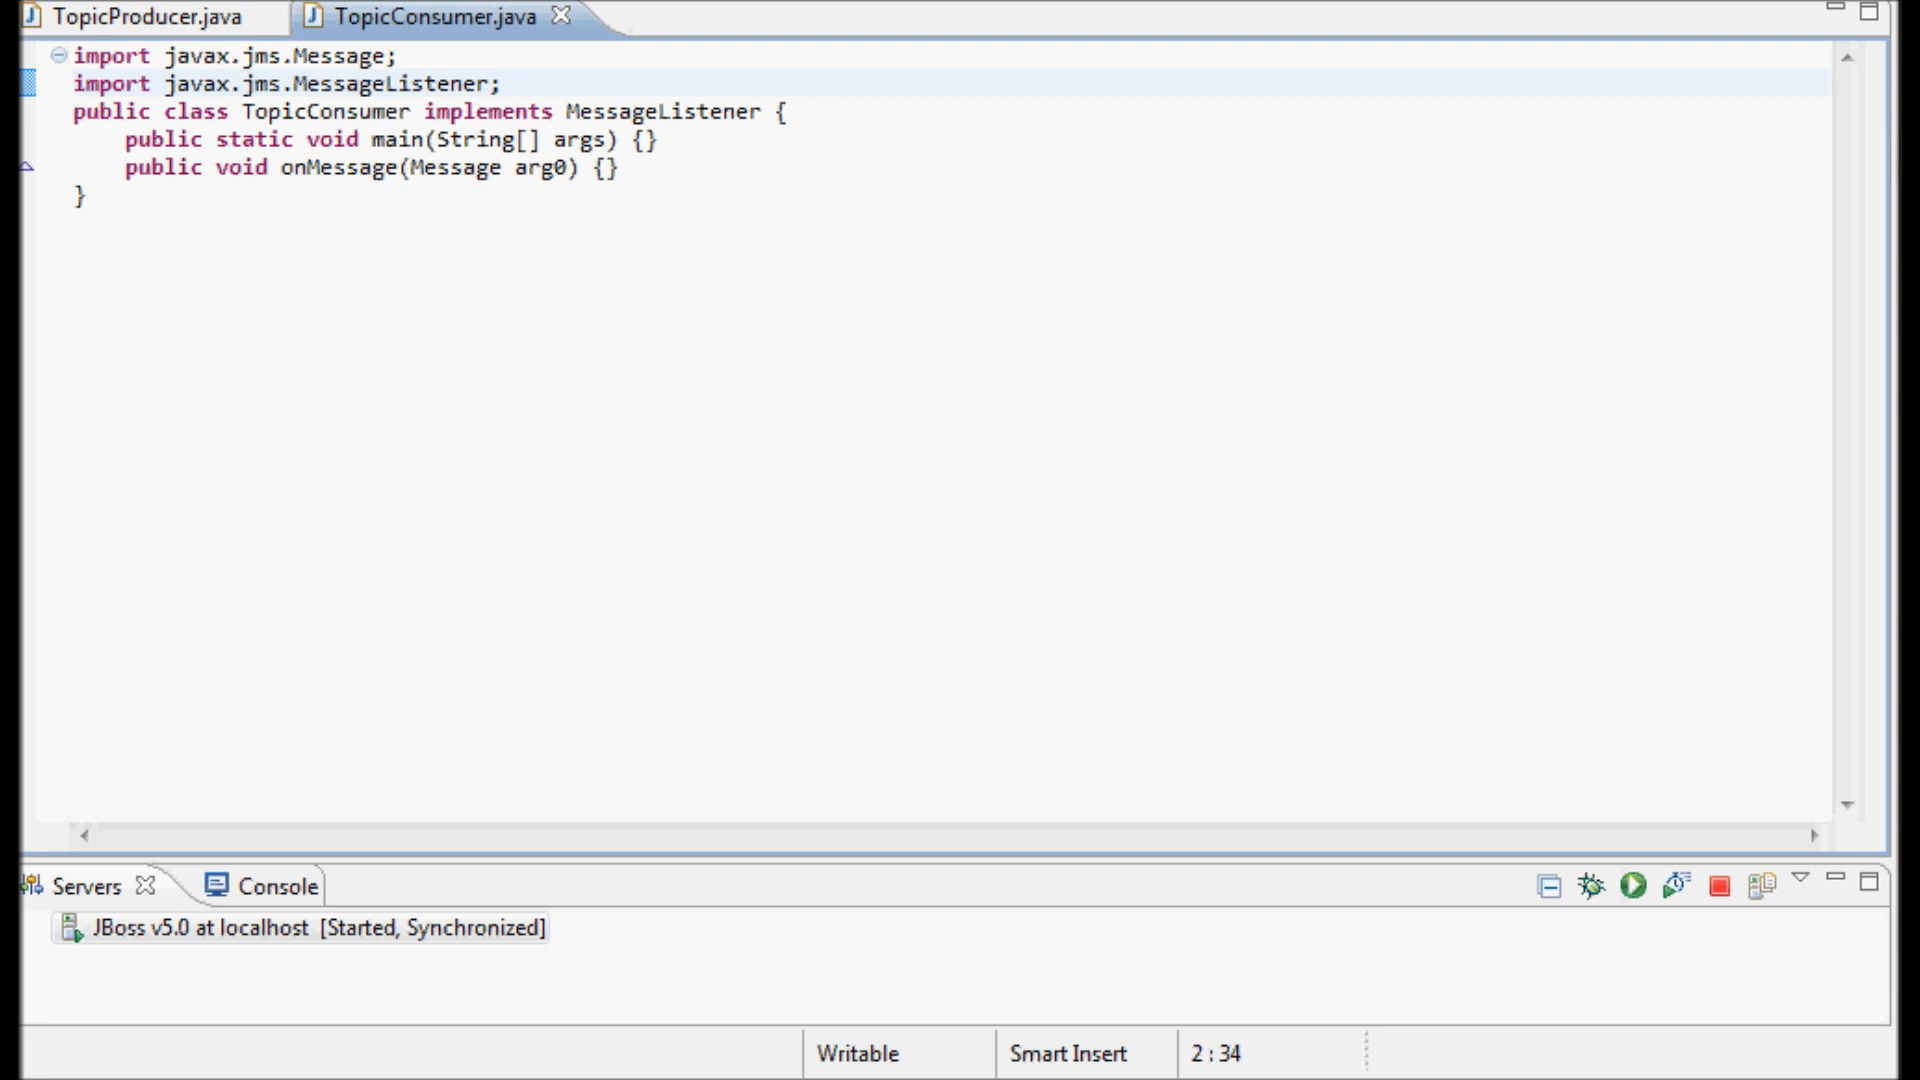 TopicProducer.java TopicConsumer.java
import javax.jms.Message;
import javax.jms.MessageListener;
public class TopicConsumer implements MessageListener {
    public static void main(String[] args) {}
    public void onMessage(Message arg0) {}
}
Servers Console
JBoss v5.0 at localhost [Started, Synchronized]
Writable Smart Insert 2 : 34